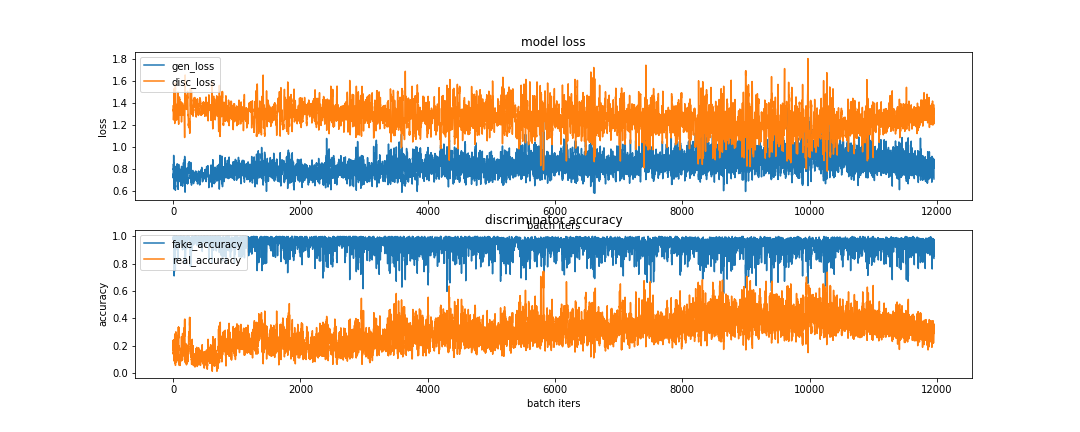 model loss
gen_loss
disc_loss
loss
1.8
1.6
1.4
1.2
1.0
0.8
0.6
0 2000 4000 6000 8000 10000 12000
batch iters
discriminator accuracy
fake_accuracy
real_accuracy
accuracy
1.0
0.8
0.6
0.4
0.2
0.0
0 2000 4000 6000 8000 10000 12000
batch iters